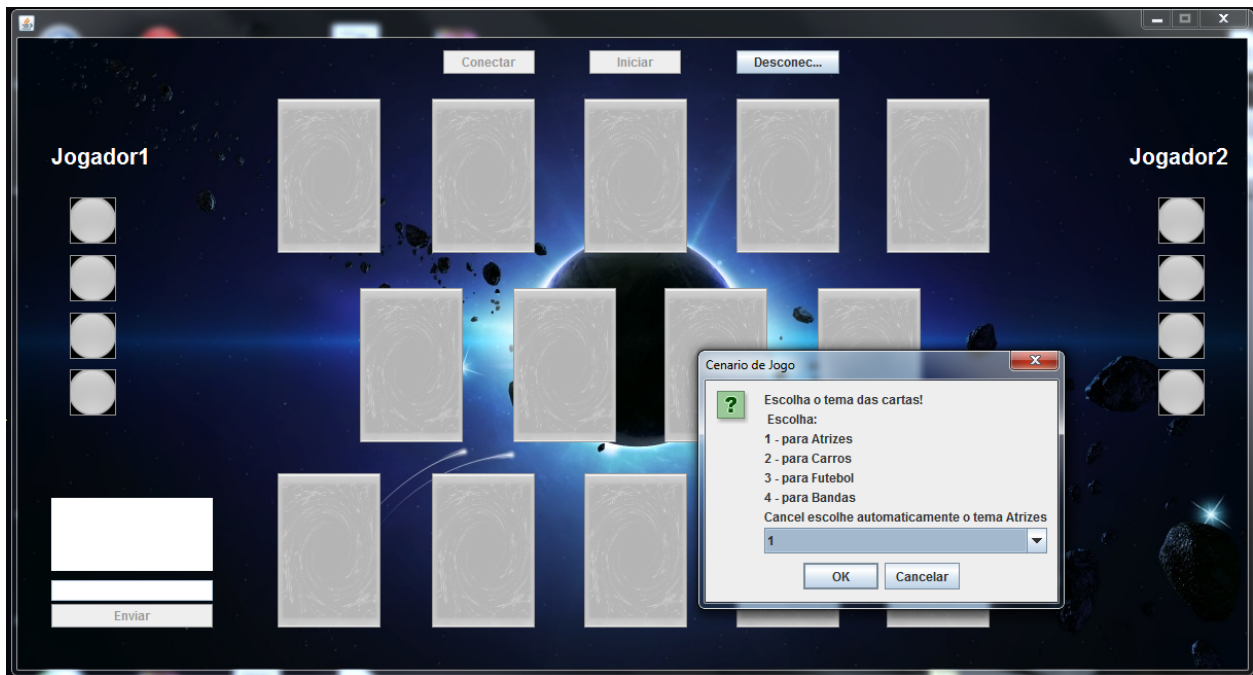 Conectar Iniciar Desconec...
Jogador1
Jogador2
Cenario de Jogo
?
Escolha o tema das cartas!
Escolha:
1 - para Atrizes
2 - para Carros
3 - para Futebol
4 - para Bandas
Cancel escolhe automaticamente o tema Atrizes
1
OK Cancelar
Enviar